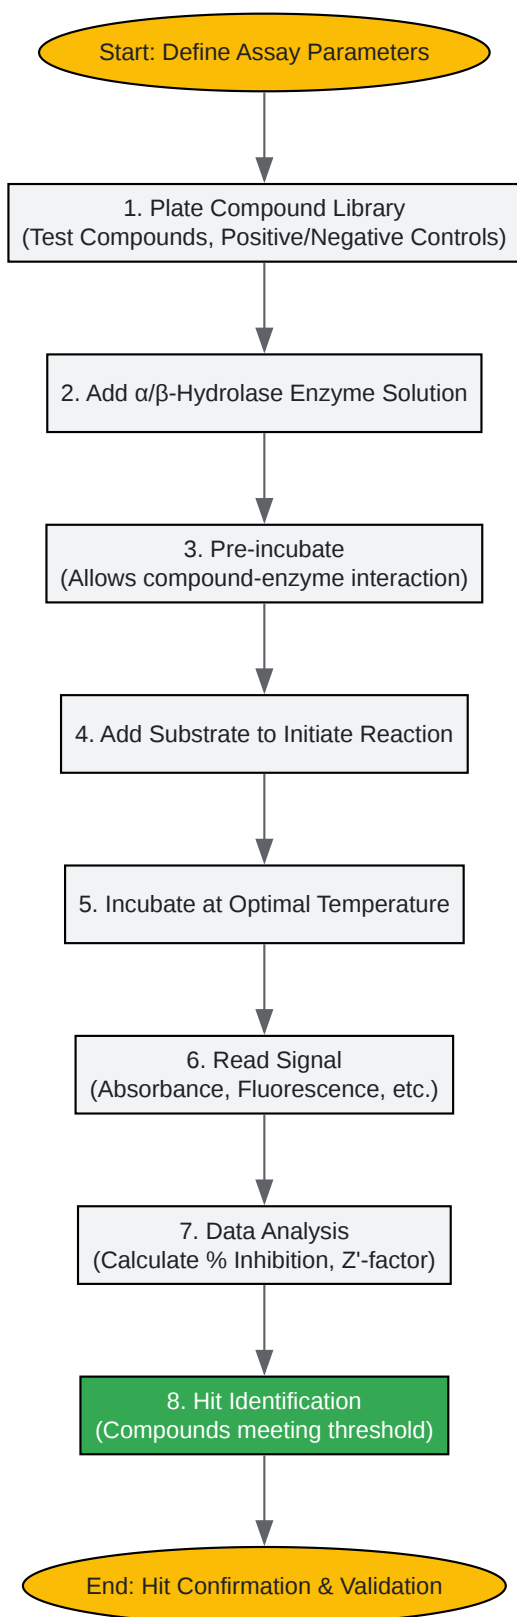 Start: Define Assay Parameters
1. Plate Compound Library
(Test Compounds, Positive/Negative Controls)
2. Add α/β-Hydrolase Enzyme Solution
3. Pre-incubate
(Allows compound-enzyme interaction)
4. Add Substrate to Initiate Reaction
5. Incubate at Optimal Temperature
6. Read Signal
(Absorbance, Fluorescence, etc.)
7. Data Analysis
(Calculate % Inhibition, Z'-factor)
8. Hit Identification
(Compounds meeting threshold)
End: Hit Confirmation & Validation